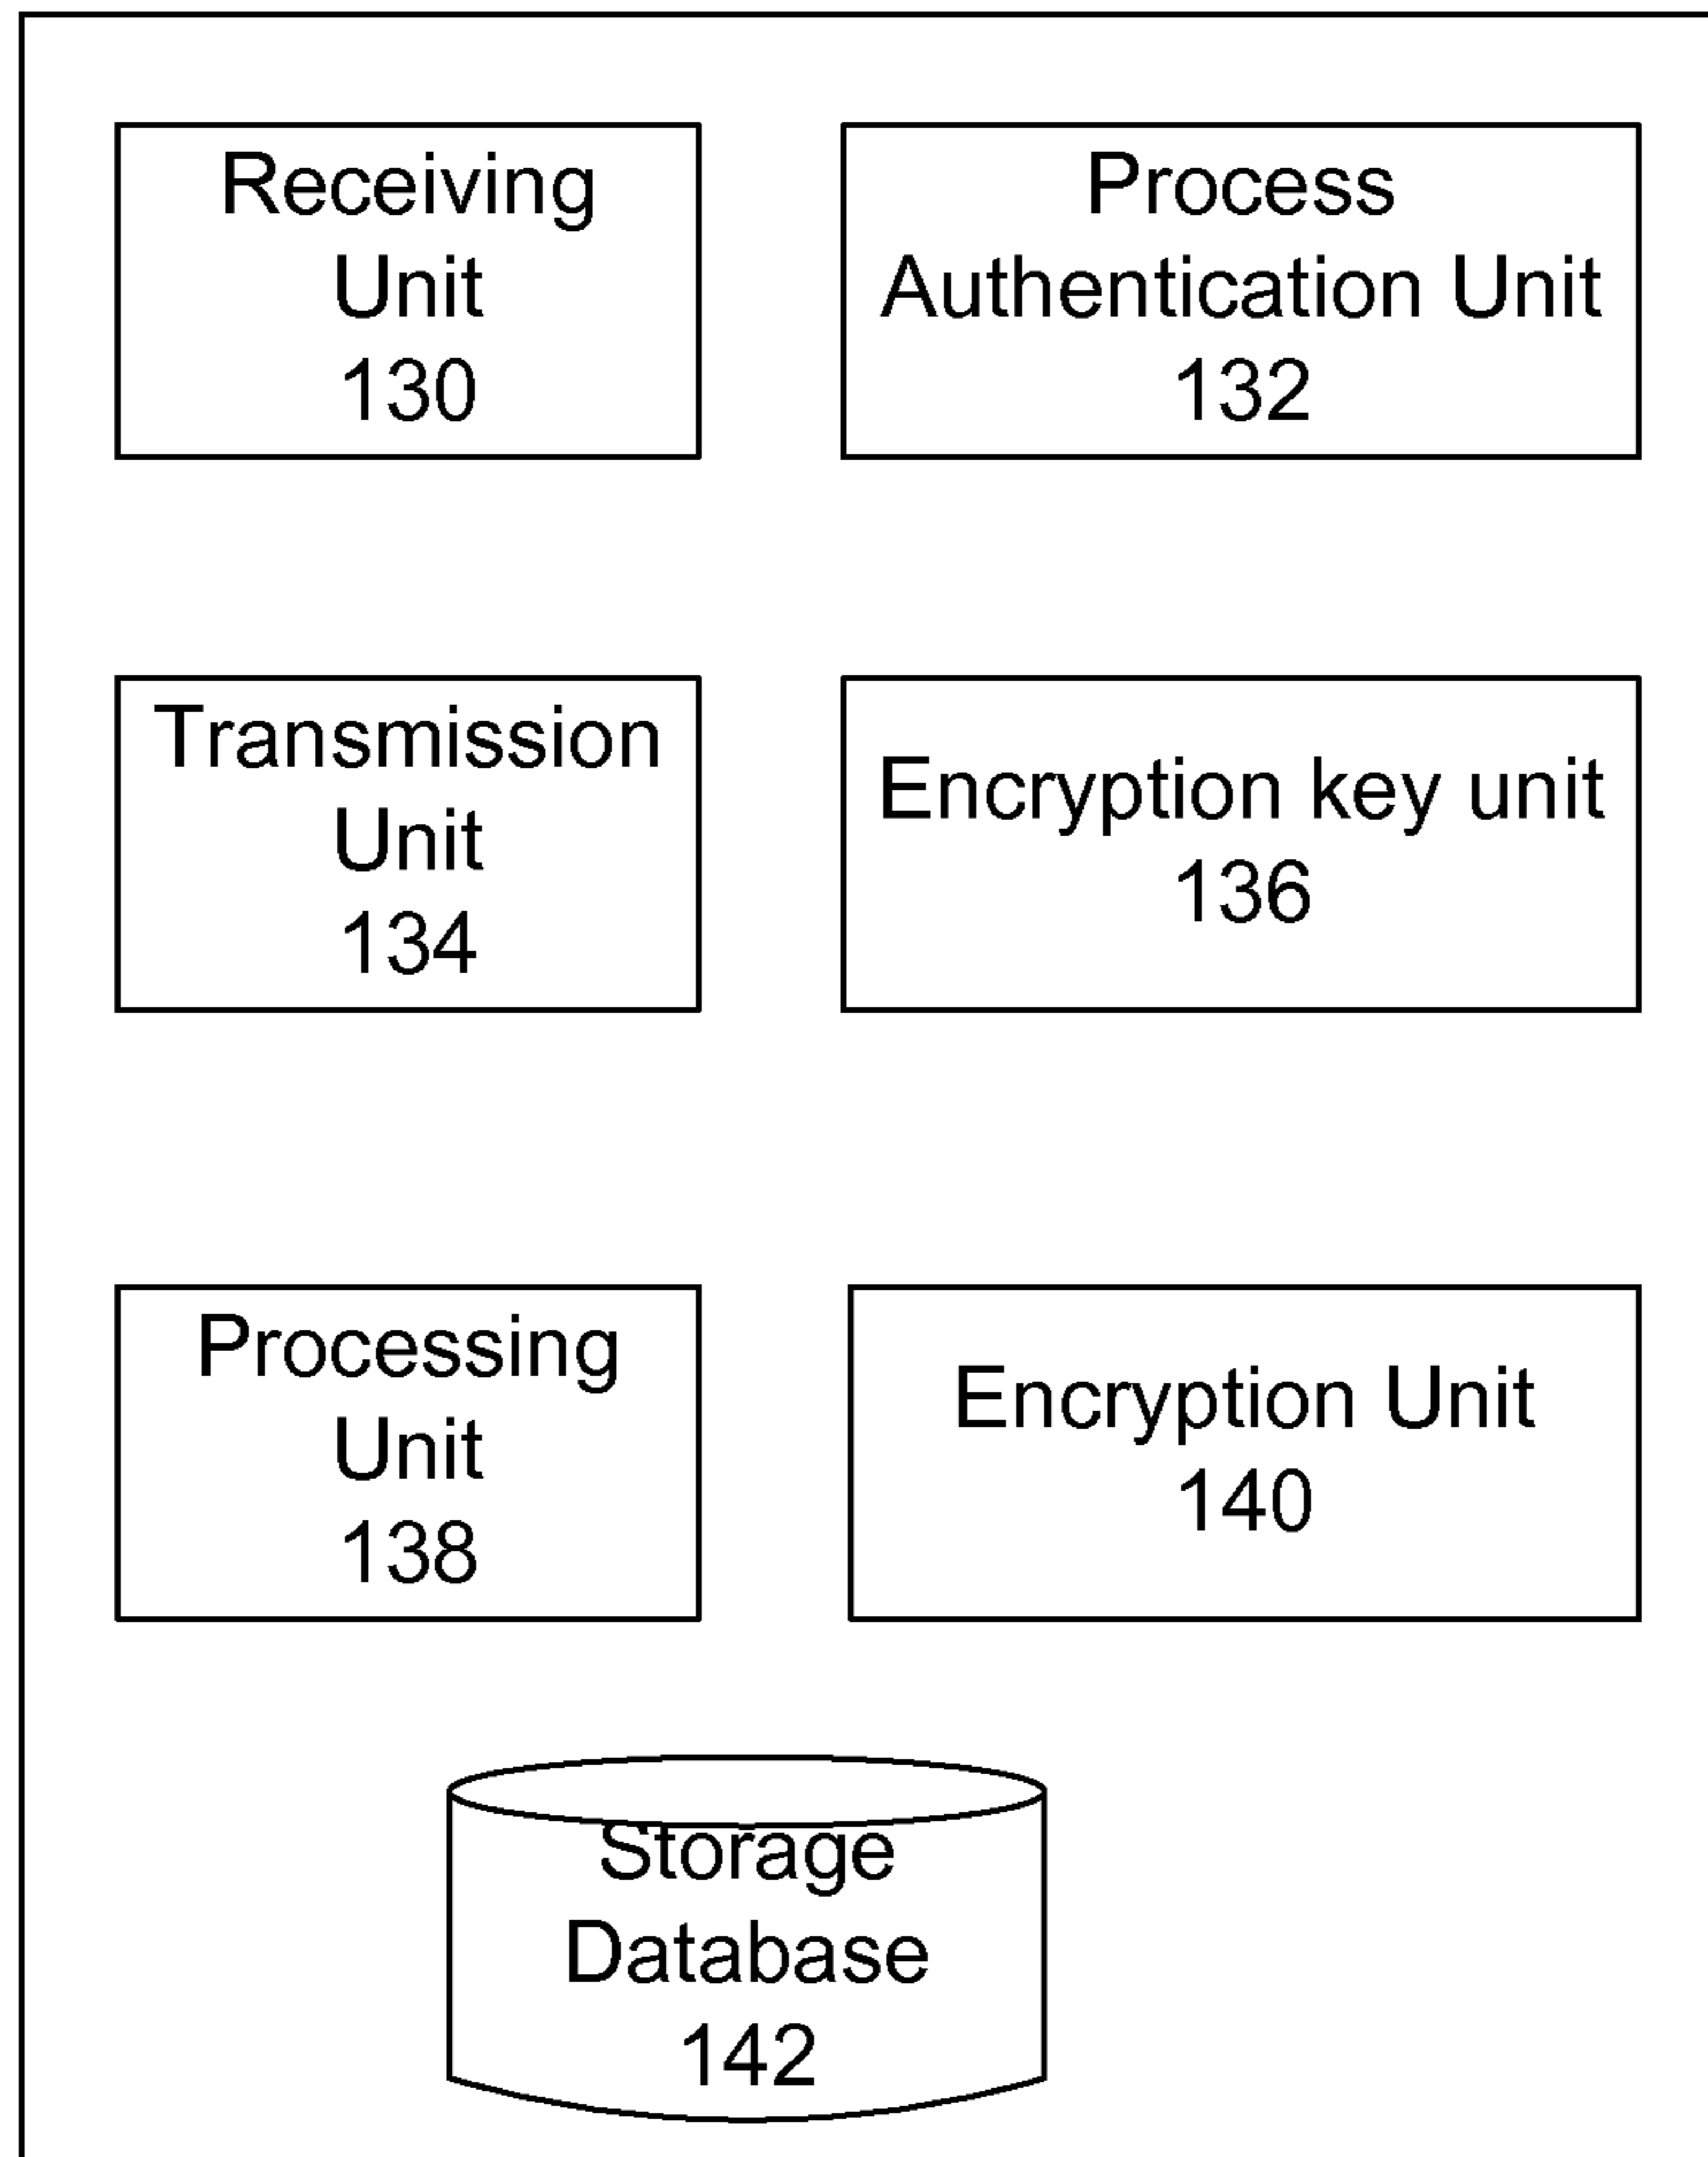 Receiving
Unit
130
Process
Authentication Unit
132
Transmission
Unit
134
Encryption key unit
136
Processing
Unit
138
Encryption Unit
140
Storage
Database
142